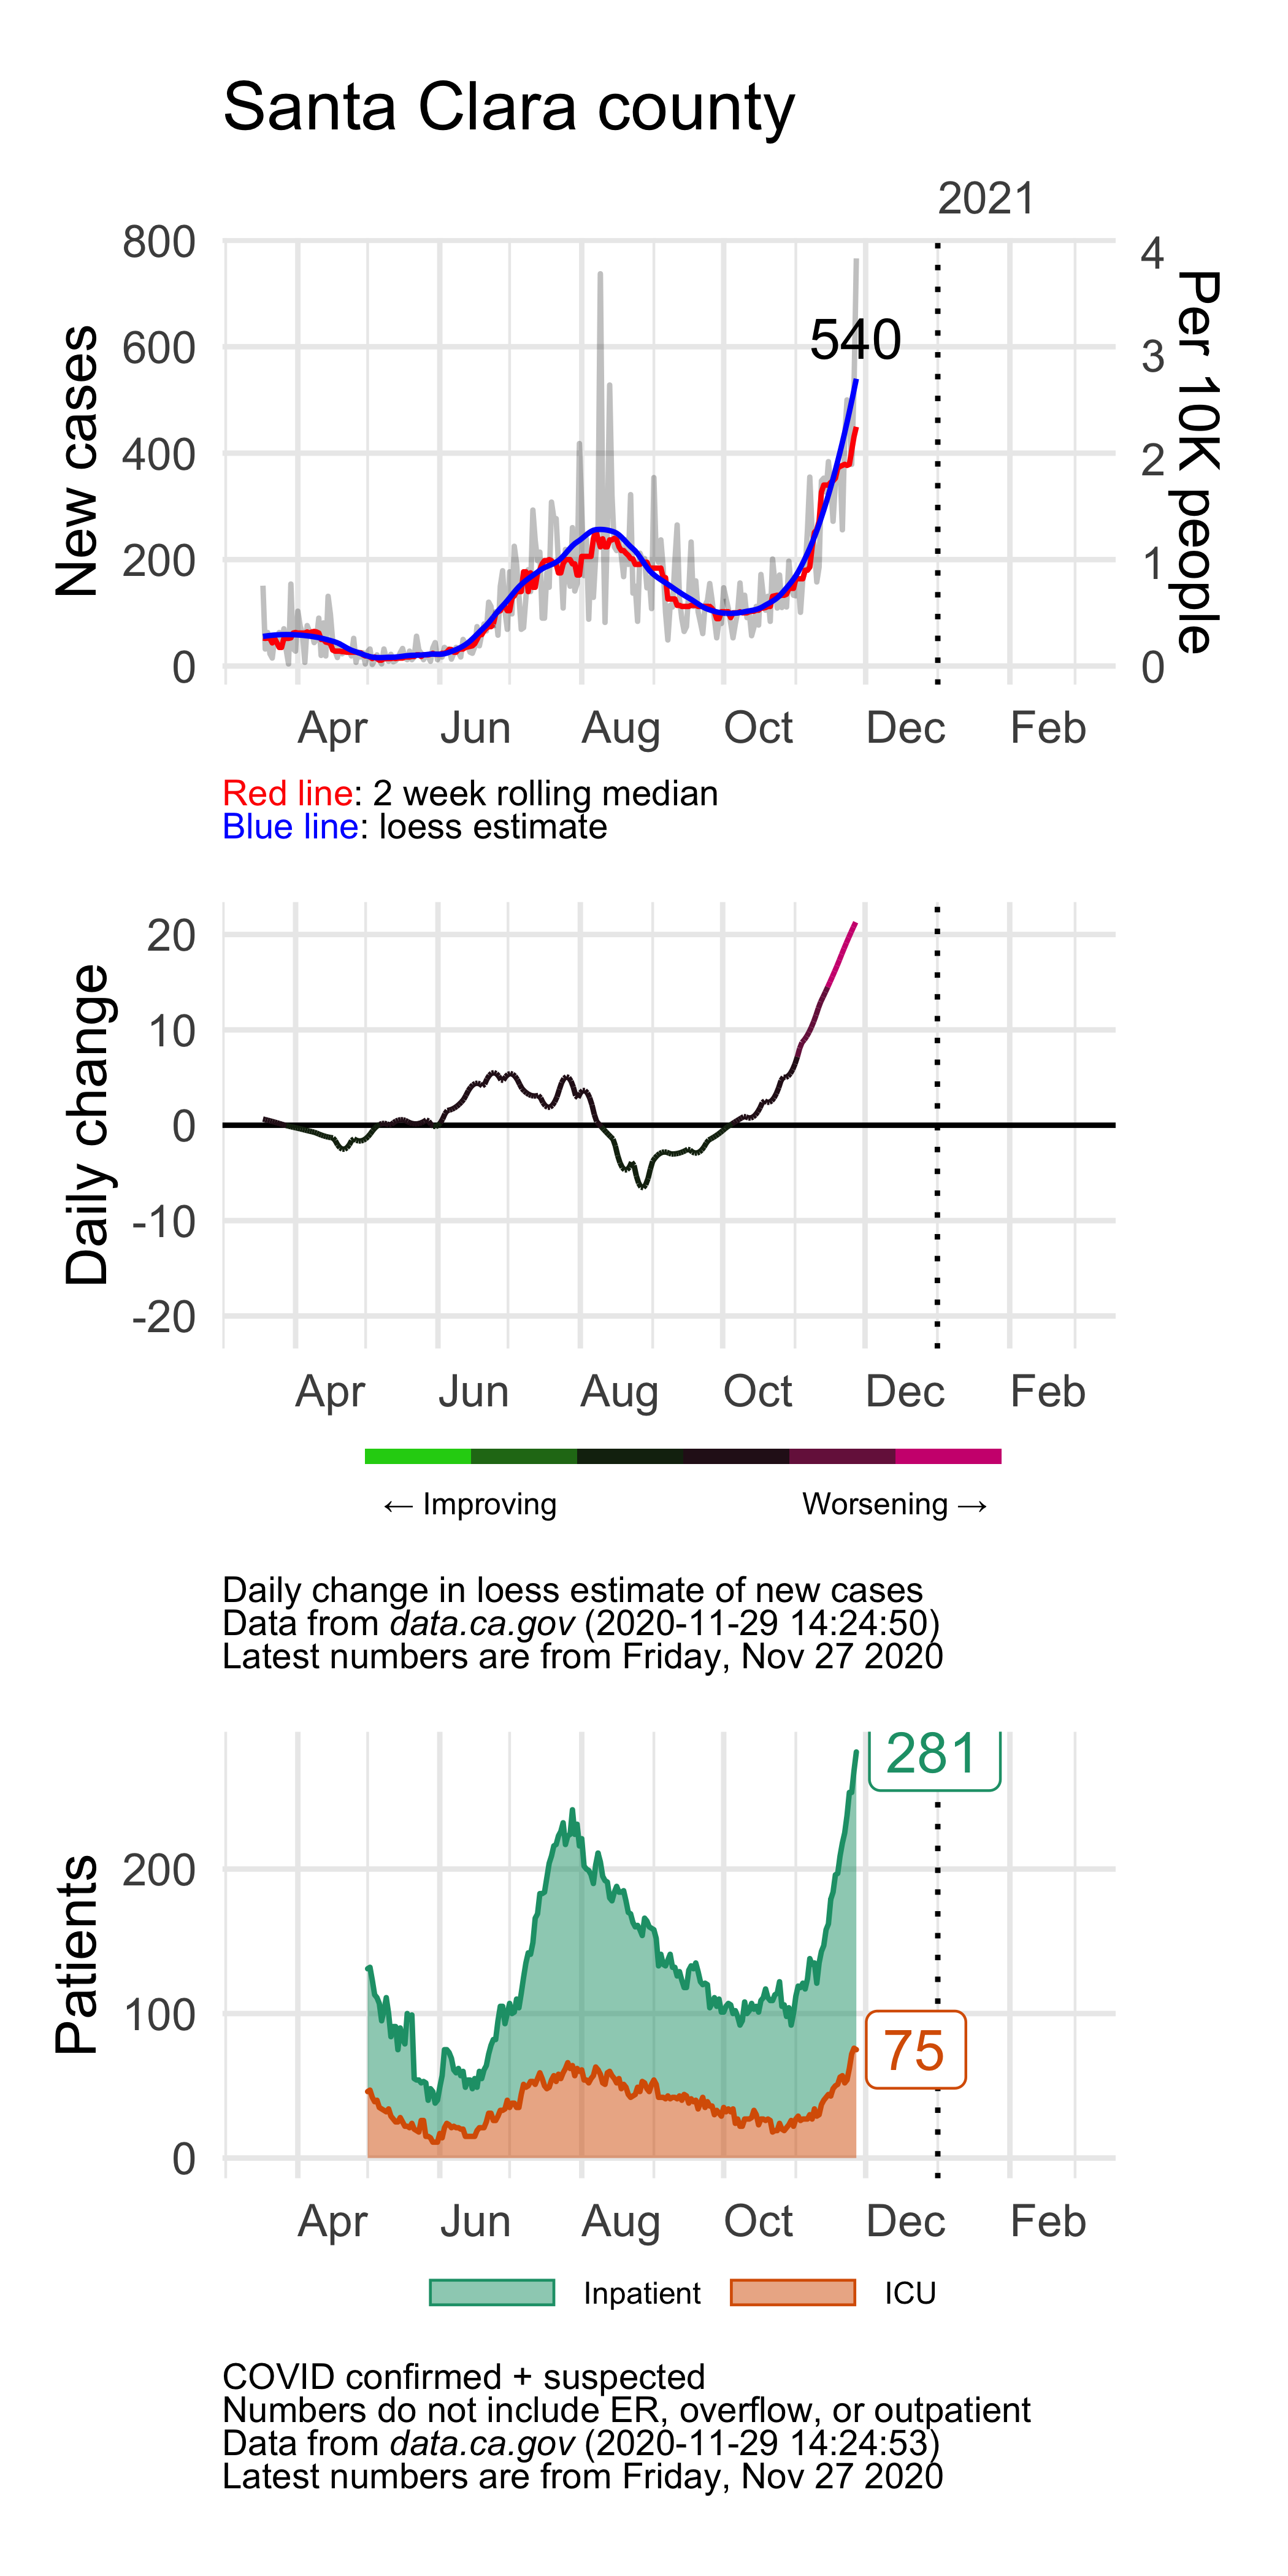 Santa Clara county
2021
800
600
400
200
0
New cases
4
3
2
1
0
Per 10K people
540
Apr Jun Aug Oct Dec Feb
Red line: 2 week rolling median
Blue line: loess estimate
20
10
0
-10
-20
Daily change
Apr Jun Aug Oct Dec Feb
← Improving Worsening →
Daily change in loess estimate of new cases
Data from data.ca.gov (2020-11-29 14:24:50)
Latest numbers are from Friday, Nov 27 2020
281
200
100
0
Patients
75
Apr Jun Aug Oct Dec Feb
Inpatient ICU
COVID confirmed + suspected
Numbers do not include ER, overflow, or outpatient
Data from data.ca.gov (2020-11-29 14:24:53)
Latest numbers are from Friday, Nov 27 2020